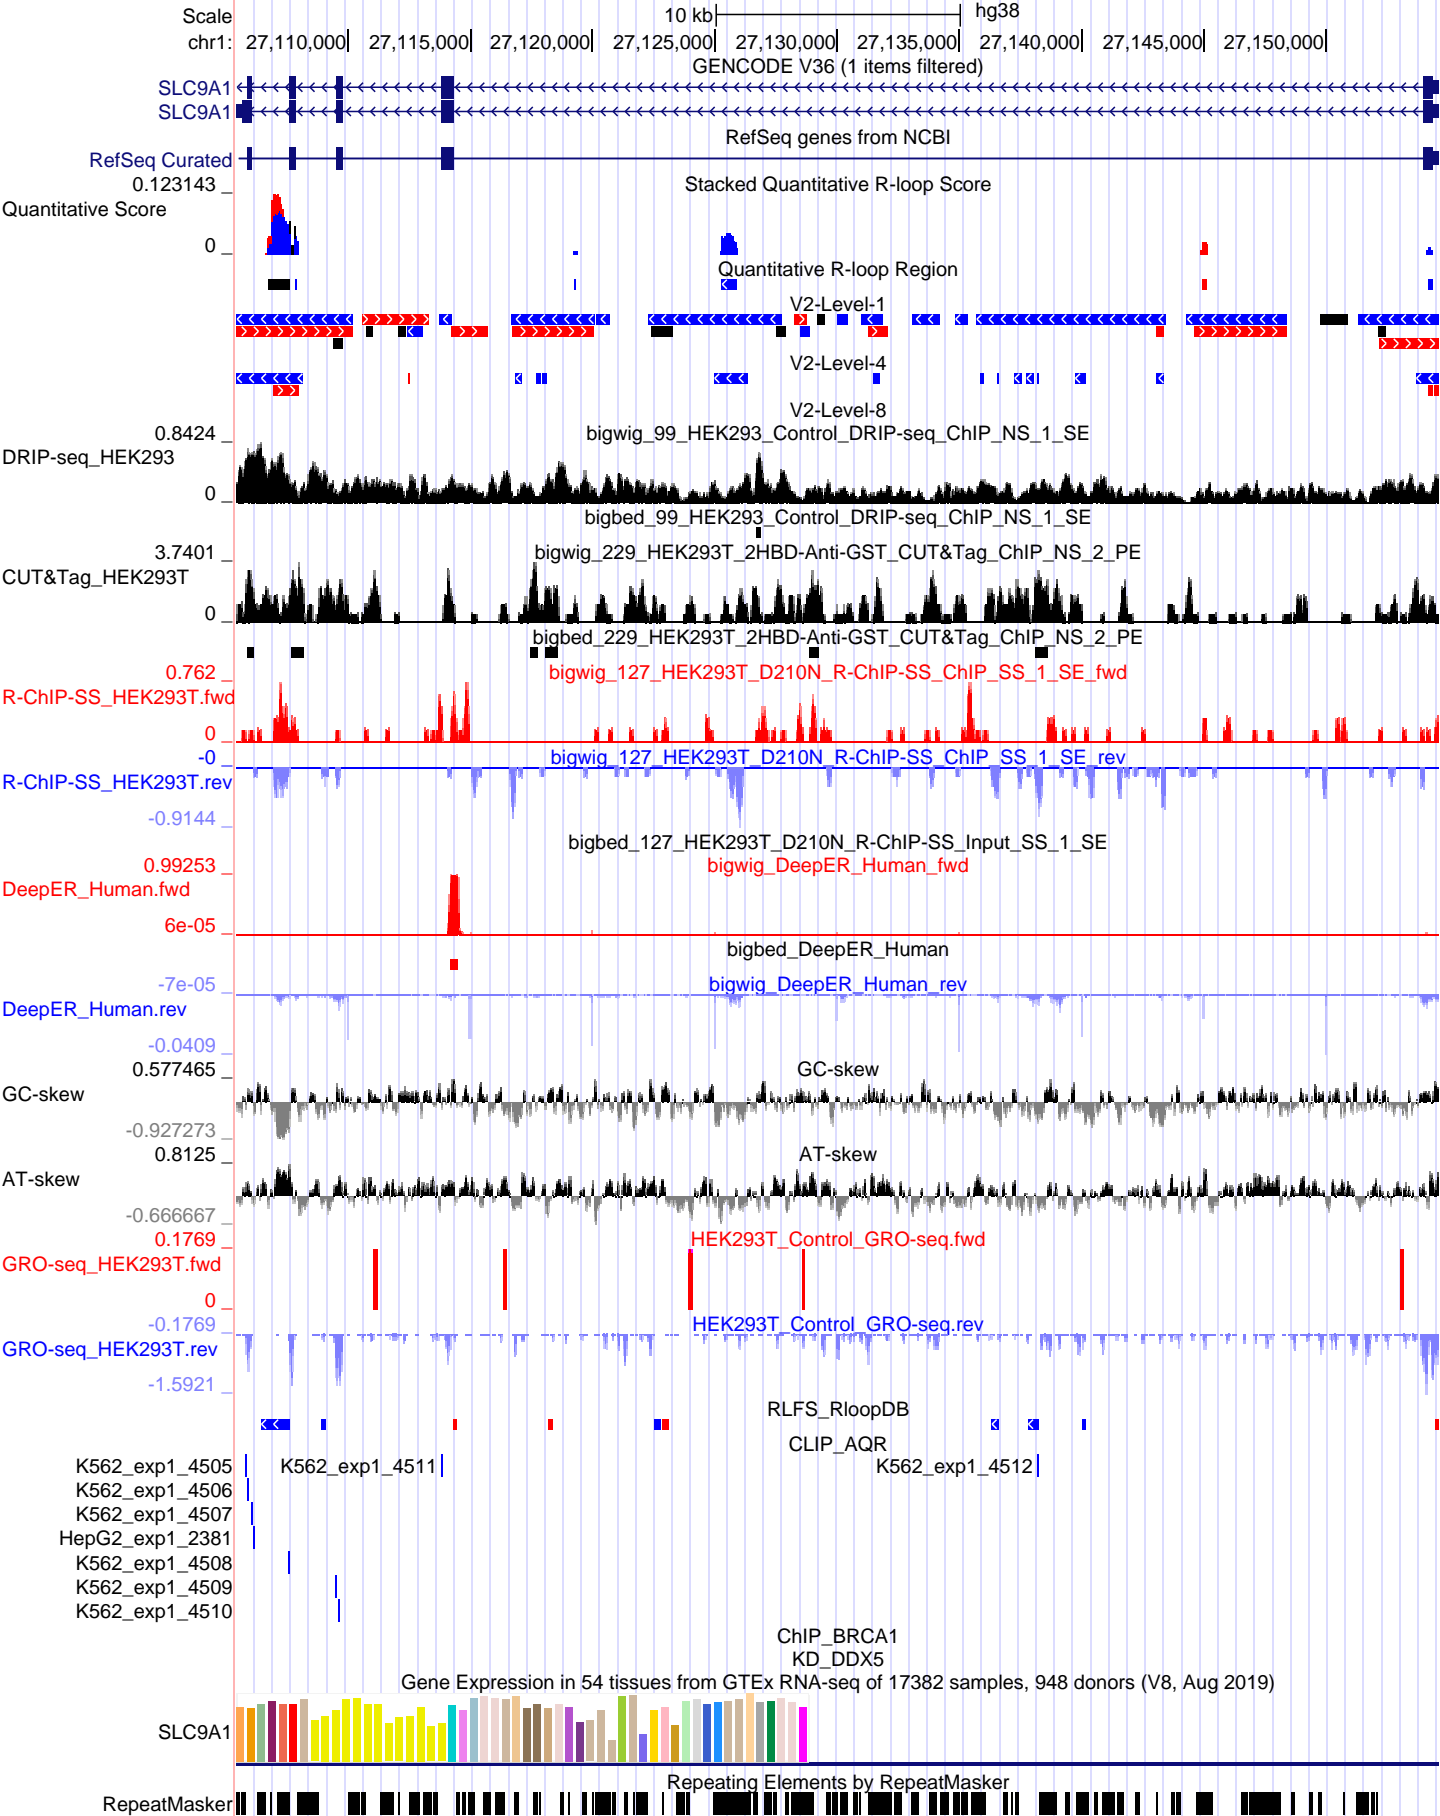 Scale 10 kb hg38
chr1: 27,110,000 27,115,000 27,120,000 27,125,000 27,130,000 27,135,000 27,140,000 27,145,000 27,150,000
GENCODE V36 (1 items filtered)
SLC9A1
SLC9A1
RefSeq genes from NCBI
RefSeq Curated
0.123143 Stacked Quantitative R-loop Score
Quantitative Score
0
Quantitative R-loop Region
V2-Level-1
V2-Level-4
V2-Level-8
0.8424 bigwig_99_HEK293_Control_DRIP-seq_ChIP_NS_1_SE
DRIP-seq_HEK293
0
bigbed_99_HEK293_Control_DRIP-seq_ChIP_NS_1_SE
3.7401 bigwig_229_HEK293T_2HBD-Anti-GST_CUT&Tag_ChIP_NS_2_PE
CUT&Tag_HEK293T
0
bigbed_229_HEK293T_2HBD-Anti-GST_CUT&Tag_ChIP_NS_2_PE
0.762 bigwig_127_HEK293T_D210N_R-ChIP-SS_ChIP_SS_1_SE_fwd
R-ChIP-SS_HEK293T.fwd
0
-0 bigwig_127_HEK293T_D210N_R-ChIP-SS_ChIP_SS_1_SE_rev
R-ChIP-SS_HEK293T.rev
-0.9144
bigbed_127_HEK293T_D210N_R-ChIP-SS_Input_SS_1_SE
0.99253 bigwig_DeepER_Human_fwd
DeepER_Human.fwd
6e-05
bigbed_DeepER_Human
-7e-05 bigwig_DeepER_Human_rev
DeepER_Human.rev
-0.0409
0.577465 GC-skew
GC-skew
-0.927273
0.8125 AT-skew
AT-skew
-0.666667
0.1769 HEK293T_Control_GRO-seq.fwd
GRO-seq_HEK293T.fwd
0
-0.1769 HEK293T_Control_GRO-seq.rev
GRO-seq_HEK293T.rev
-1.5921
RLFS_RloopDB
CLIP_AQR
K562_exp1_4505 K562_exp1_4511 K562_exp1_4512
K562_exp1_4506
K562_exp1_4507
HepG2_exp1_2381
K562_exp1_4508
K562_exp1_4509
K562_exp1_4510
ChIP_BRCA1
KD_DDX5
Gene Expression in 54 tissues from GTEx RNA-seq of 17382 samples, 948 donors (V8, Aug 2019)
SLC9A1
Repeating Elements by RepeatMasker
RepeatMasker